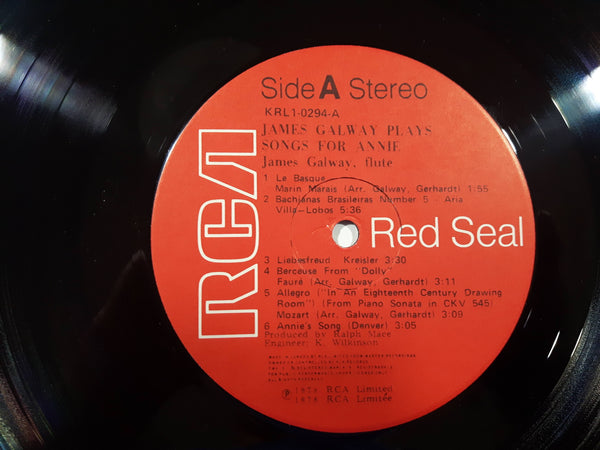 Side A Stereo
KRL1-0294-A
JAMES GALWAY PLAYS
SONGS FOR ANNIE
James Galway, flute
1 Le Basque
Marin Marais (Arr. Galway, Gerhardt) 1:55
2 Bachianas Brasileiras Number 5 - Aria
Villa-Lobos 5:36
RCA
Red Seal
3 Liebesfreud Kreisler 3:30
4 Berceuse From "Dolly"
Fauré (Arr. Galway, Gerhardt) 3:11
5 Allegro ("In An Eighteenth Century Drawing
Room") (From Piano Sonata in CKV 545)
Mozart (Arr. Galway, Gerhardt) 3:09
6 Annie's Song (Denver) 3:05
Produced by Ralph Mace
Engineer: K. Wilkinson
℗ 1978 RCA Limited
1978 RCA Limitée